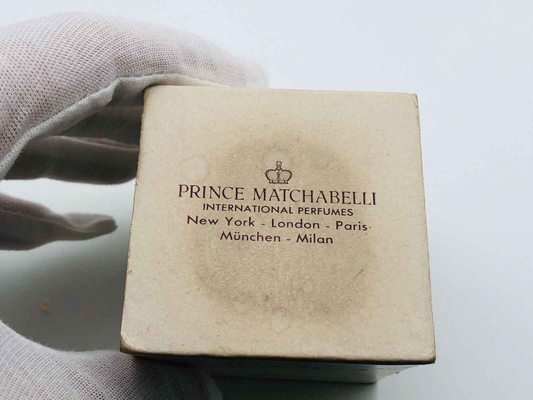 PRINCE MATCHABELLI
INTERNATIONAL PERFUMES
New York - London - Paris
München - Milan